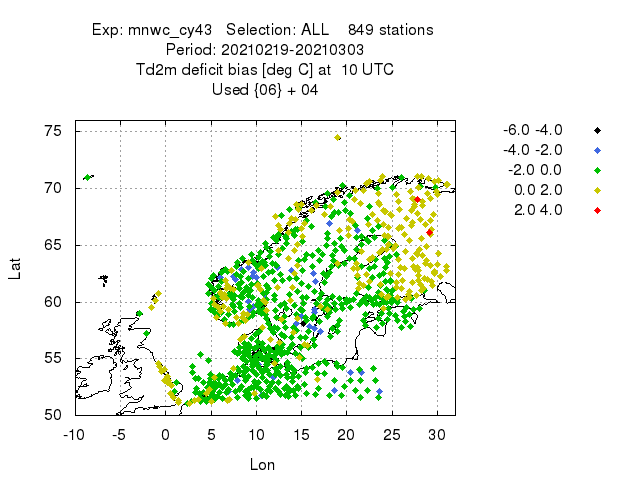 Exp: mnwc_cy43 Selection: ALL 849 stations
Period: 20210219-20210303
Td2m deficit bias [deg C] at 10 UTC
Used {06} + 04
-6.0 -4.0
-4.0 -2.0
-2.0 0.0
0.0 2.0
2.0 4.0
Lat
75
70
65
60
55
50
-10 -5 0 5 10 15 20 25 30
Lon